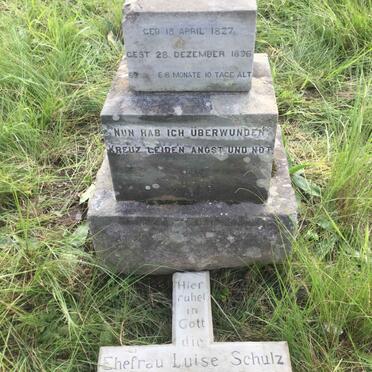 GEB 18 APRIL 1827.
GEST 28. DEZEMBER 1896
6 MONATE 10 TAGE ALT
NUN HAB ICH ÜBERWUNDEN
KREUZ LEIDEN ANGST UND NOT
Hier
ruhet
in
Gott
die
Ehefrau Luise Schulz